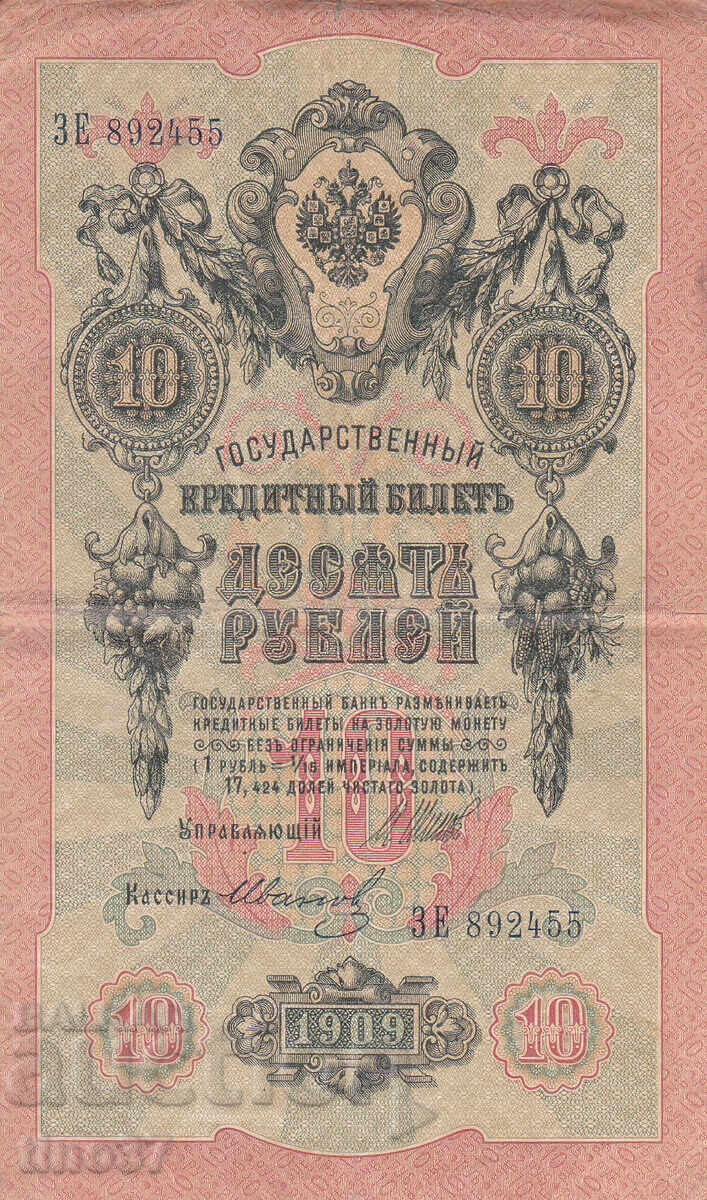 ЗЕ 892455
10 10
ГОСУДАРСТВЕННЫЙ
КРЕДИТНЫЙ БИЛЕТЪ
ДЕСЯТЬ
РУБЛЕЙ
ГОСУДАРСТВЕННЫЙ БАНКЪ РАЗМѢНИВАЕТЪ
КРЕДИТНЫЕ БИЛЕТЫ НА ЗОЛОТУЮ МОНЕТУ
БЕЗЪ ОГРАНИЧЕНІЯ СУММЫ
(1 РУБЛЬ = 1/15 ИМПЕРІАЛА, СОДЕРЖИТЪ
17,424 ДОЛЕЙ ЧИСТАГО ЗОЛОТА).
10
УПРАВЛЯЮЩІЙ
КАССИРЪ Иванов
ЗЕ 892455
10 1909 10